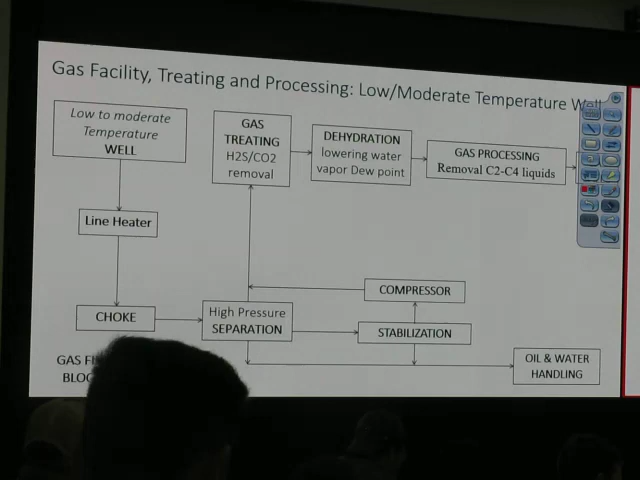 Gas Facility, Treating and Processing: Low/Moderate Temperature
Low to moderate
Temperature
WELL
GAS
TREATING
H2S/CO2
removal
DEHYDRATION
lowering water
vapor Dew point
GAS PROCESSING
Removal C2-C4 liquids
Line Heater
CHOKE
High Pressure
SEPARATION
COMPRESSOR
STABILIZATION
OIL & WATER
HANDLING
GAS